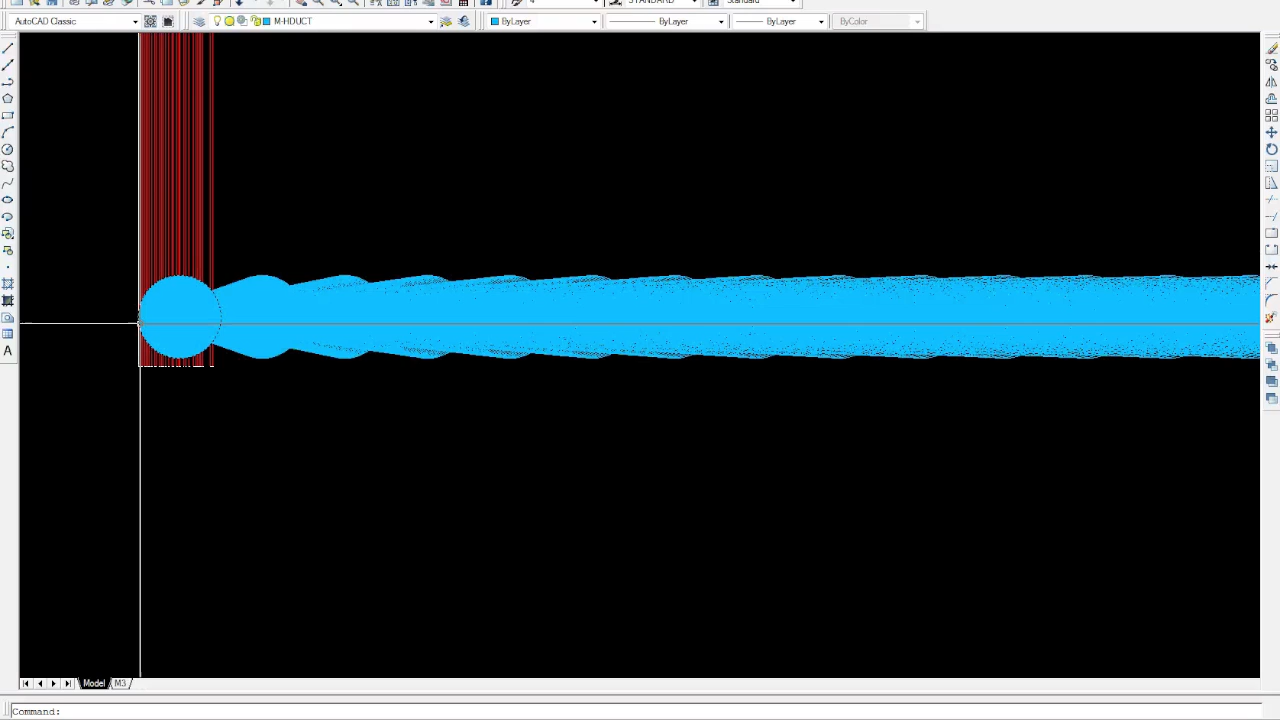 STANDARD Standard
AutoCAD Classic M-HDUCT ByLayer ByLayer ByLayer ByColor
A
Model M3
Command: